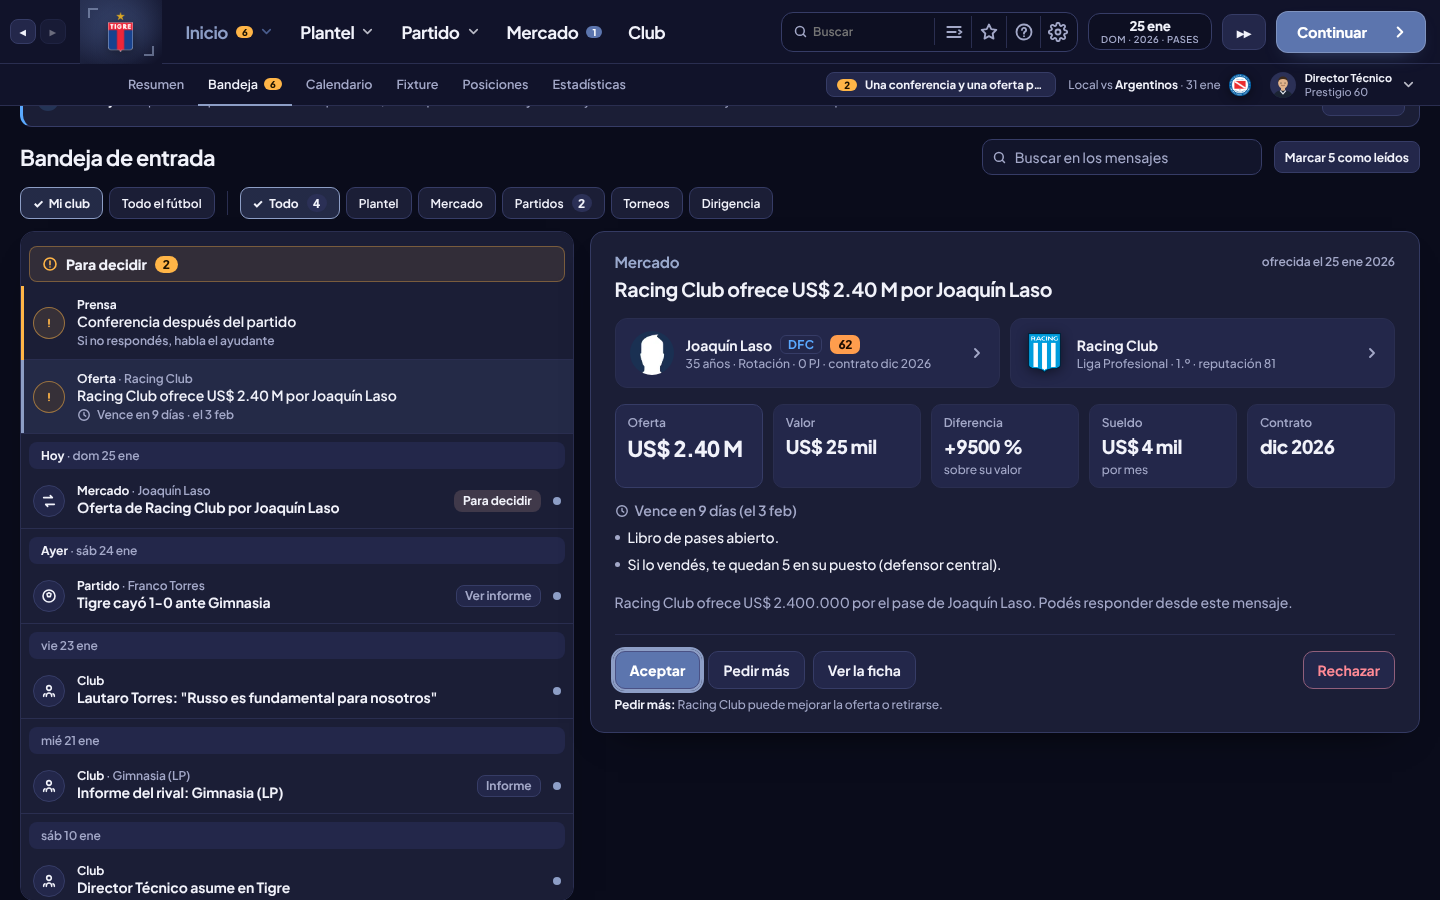 TIGRE
Inicio 6
Plantel
Partido
Mercado 1
Club
Buscar
25 ene
DOM · 2026 · PASES
Continuar
Resumen
Bandeja 6
Calendario
Fixture
Posiciones
Estadísticas
2 Una conferencia y una oferta p...
Local vs Argentinos · 31 ene
Director Técnico
Prestigio 60
Bandeja de entrada
Buscar en los mensajes
Marcar 5 como leídos
Mi club
Todo el fútbol
Todo 4
Plantel
Mercado
Partidos 2
Torneos
Dirigencia
Para decidir 2
Prensa
Conferencia después del partido
Si no respondés, habla el ayudante
Oferta · Racing Club
Racing Club ofrece US$ 2.40 M por Joaquín Laso
Vence en 9 días · el 3 feb
Hoy · dom 25 ene
Mercado · Joaquín Laso
Oferta de Racing Club por Joaquín Laso
Para decidir
Ayer · sáb 24 ene
Partido · Franco Torres
Tigre cayó 1-0 ante Gimnasia
Ver informe
vie 23 ene
Club
Lautaro Torres: "Russo es fundamental para nosotros"
mié 21 ene
Club · Gimnasia (LP)
Informe del rival: Gimnasia (LP)
Informe
sáb 10 ene
Club
Director Técnico asume en Tigre
Mercado
ofrecida el 25 ene 2026
Racing Club ofrece US$ 2.40 M por Joaquín Laso
Joaquín Laso DFC 62
35 años · Rotación · 0 PJ · contrato dic 2026
RACING
Racing Club
Liga Profesional · 1.º · reputación 81
Oferta
US$ 2.40 M
Valor
US$ 25 mil
Diferencia
+9500 %
sobre su valor
Sueldo
US$ 4 mil
por mes
Contrato
dic 2026
Vence en 9 días (el 3 feb)
Libro de pases abierto.
Si lo vendés, te quedan 5 en su puesto (defensor central).
Racing Club ofrece US$ 2.400.000 por el pase de Joaquín Laso. Podés responder desde este mensaje.
Aceptar
Pedir más
Ver la ficha
Rechazar
Pedir más: Racing Club puede mejorar la oferta o retirarse.